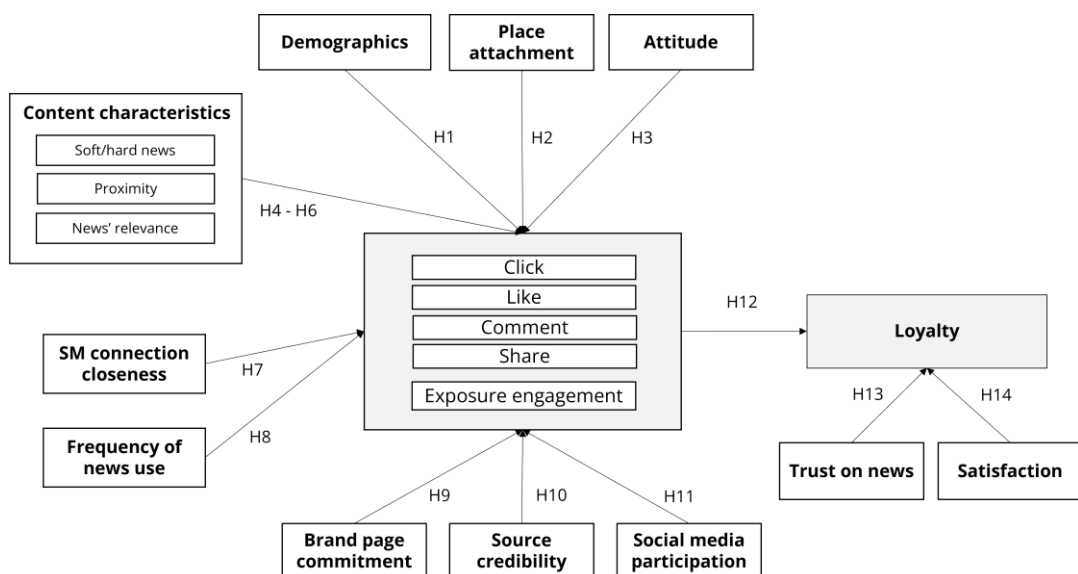 Demographics
Place
attachment
Attitude
Content characteristics
Soft/hard news
Proximity
News’ relevance
H1
H2
H3
H4 - H6
Click
Like
Comment
Share
Exposure engagement
H12
Loyalty
SM connection
closeness
H7
Frequency of
news use
H8
H13
H14
Trust on news
Satisfaction
H9
H10
H11
Brand page
commitment
Source
credibility
Social media
participation